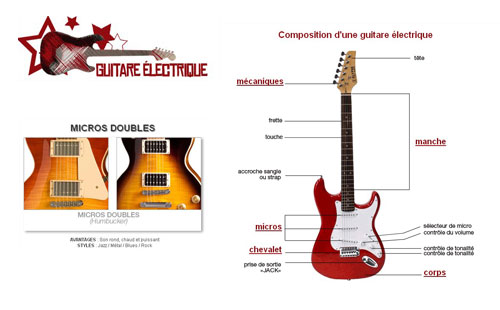 GUITARE ÉLECTRIQUE
MICROS DOUBLES
MICROS DOUBLES
(Humbucker)
AVANTAGES : Son rond, chaud et puissant
STYLES : Jazz / Métal / Blues / Rock
Composition d'une guitare électrique
tête
mécaniques
frette
touche
manche
accroche sangle
ou strap
micros
sélecteur de micro
contrôle du volume
chevalet
contrôle de tonalité
contrôle de tonalité
prise de sortie
»JACK«
corps